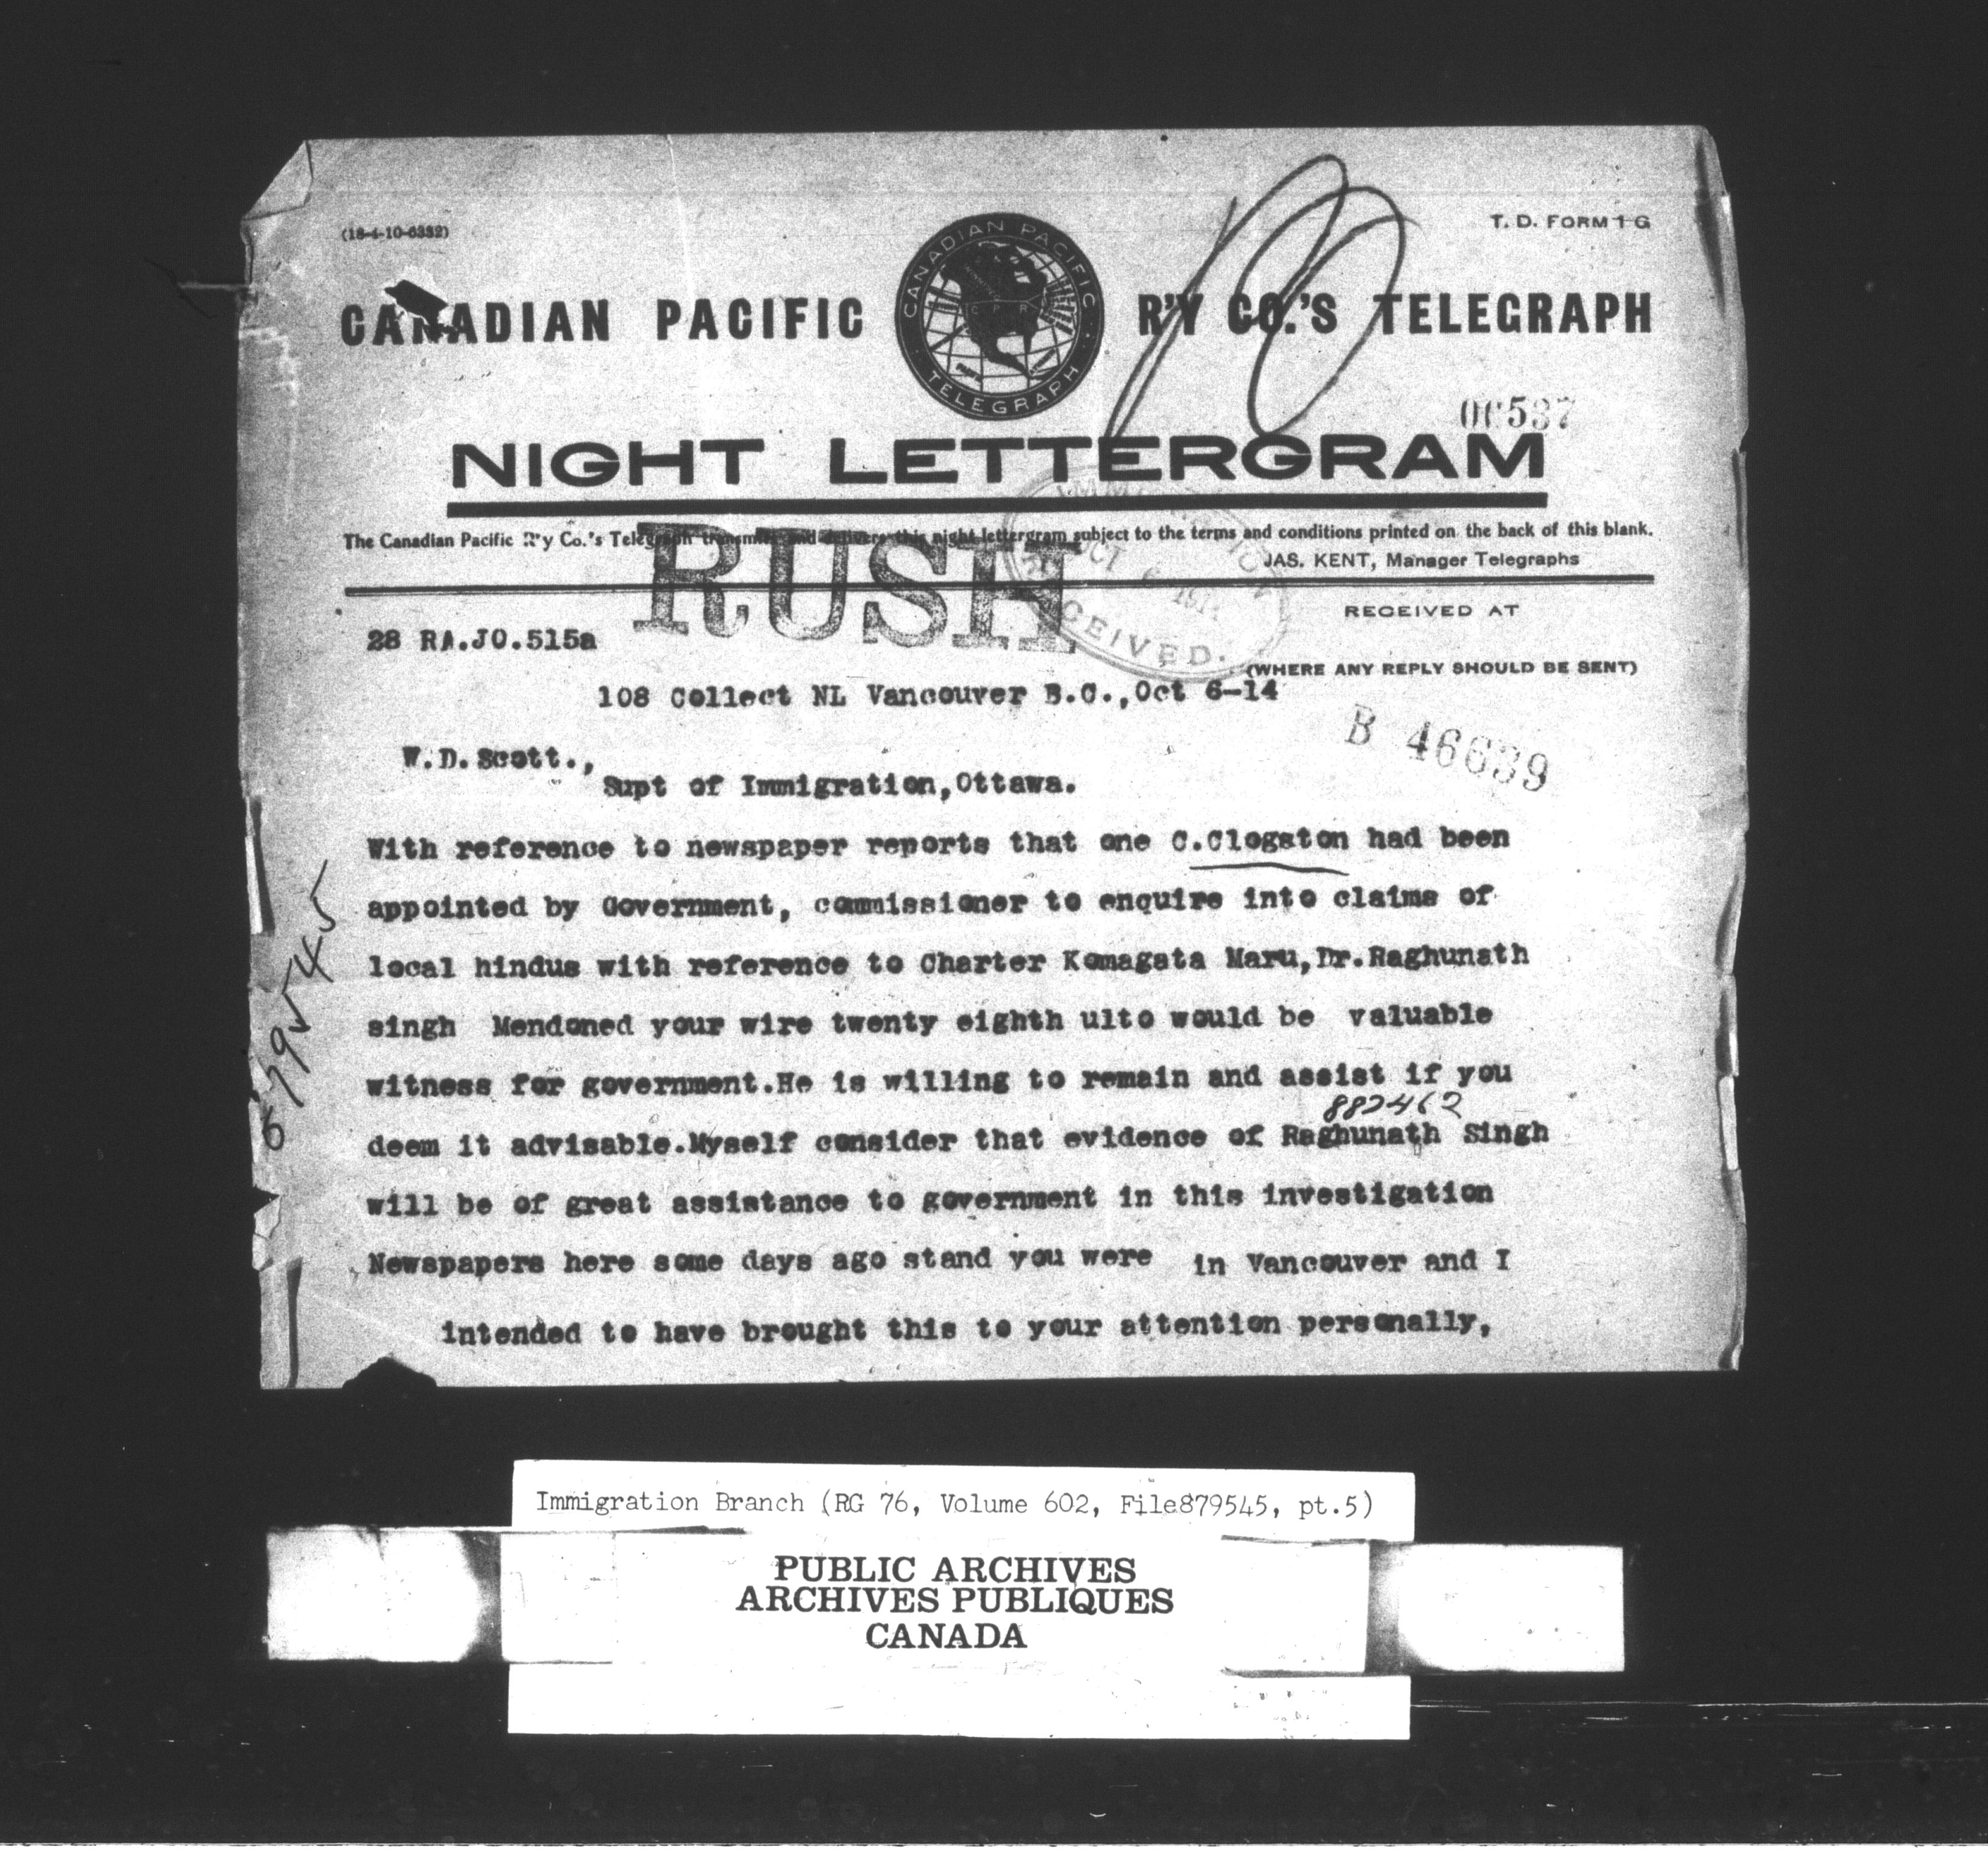 (18-4-10-6332)
T. D. FORM 1 G
CANADIAN PACIFIC R'Y CO.'S TELEGRAPH
CANADIAN PACIFIC TELEGRAPH
00537
NIGHT LETTERGRAM
The Canadian Pacific R'y Co.'s Telegraph transmits and delivers this night lettergram subject to the terms and conditions printed on the back of this blank.
JAS. KENT, Manager Telegraphs
RUSH
OCT 6 1914
RECEIVED.
RECEIVED AT
28 RA.JO.515a
(WHERE ANY REPLY SHOULD BE SENT)
108 Collect NL Vancouver B.C.,Oct 6-14
B 46639
W.D.Scott.,
Supt of Immigration,Ottawa.
With reference to newspaper reports that one C.Clogston had been
appointed by Government, commissioner to enquire into claims of
local hindus with reference to Charter Komagata Maru,Dr.Raghunath
singh Mendoned your wire twenty eighth ulto would be valuable
witness for government.He is willing to remain and assist if you
882462
deem it advisable.Myself consider that evidence of Raghunath Singh
will be of great assistance to government in this investigation
Newspapers here some days ago stand you were in Vancouver and I
intended to have brought this to your attention personally,
879545
Immigration Branch (RG 76, Volume 602, File879545, pt.5)
PUBLIC ARCHIVES
ARCHIVES PUBLIQUES
CANADA